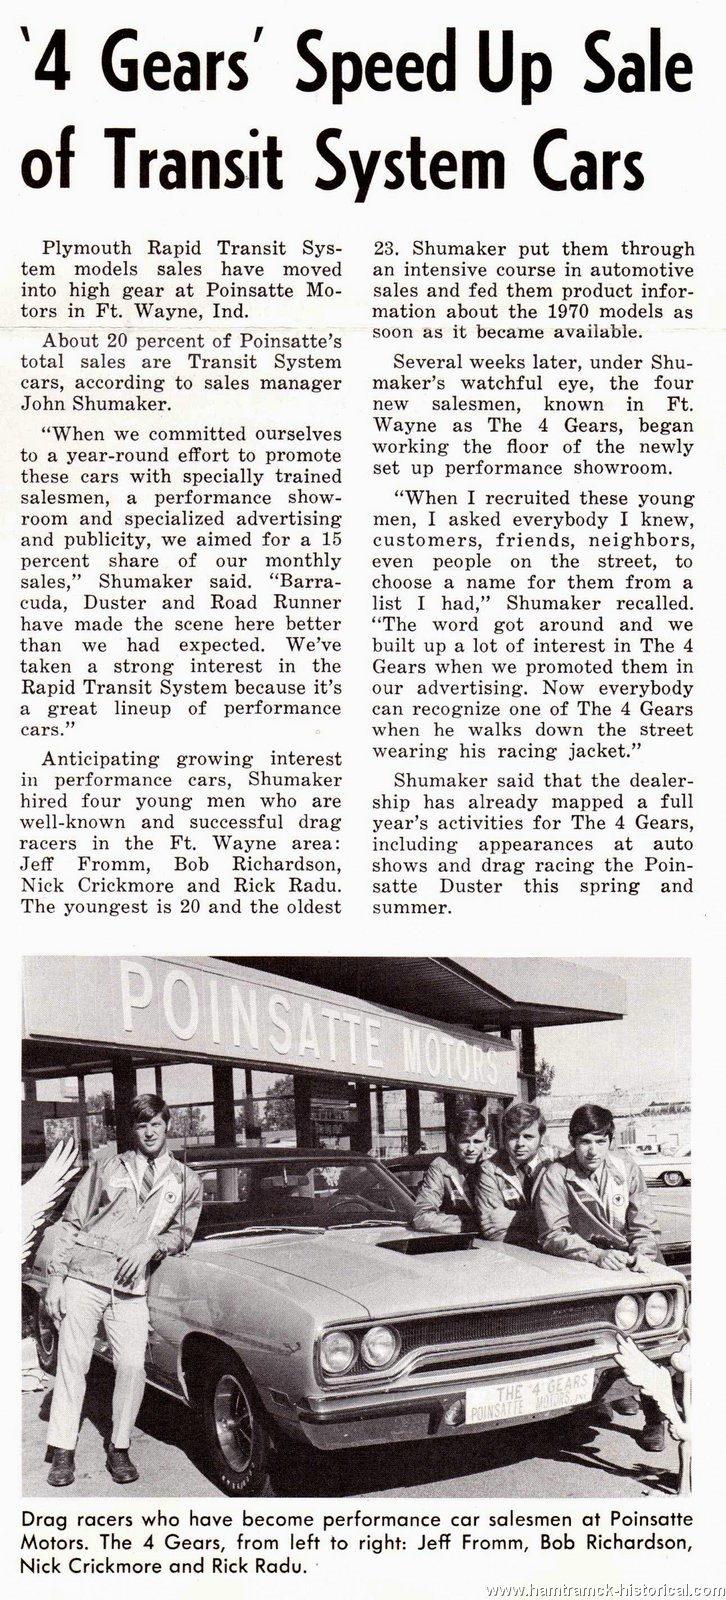 ‘4 Gears’ Speed Up Sale
of Transit System Cars
Plymouth Rapid Transit Sys-
tem models sales have moved
into high gear at Poinsatte Mo-
tors in Ft. Wayne, Ind.
About 20 percent of Poinsatte’s
total sales are Transit System
cars, according to sales manager
John Shumaker.
“When we committed ourselves
to a year-round effort to promote
these cars with specially trained
salesmen, a performance show-
room and specialized advertising
and publicity, we aimed for a 15
percent share of our monthly
sales,” Shumaker said. “Barra-
cuda, Duster and Road Runner
have made the scene here better
than we had expected. We’ve
taken a strong interest in the
Rapid Transit System because it’s
a great lineup of performance
cars.”
Anticipating growing interest
in performance cars, Shumaker
hired four young men who are
well-known and successful drag
racers in the Ft. Wayne area:
Jeff Fromm, Bob Richardson,
Nick Crickmore and Rick Radu.
The youngest is 20 and the oldest
23. Shumaker put them through
an intensive course in automotive
sales and fed them product infor-
mation about the 1970 models as
soon as it became available.
Several weeks later, under Shu-
maker’s watchful eye, the four
new salesmen, known in Ft.
Wayne as The 4 Gears, began
working the floor of the newly
set up performance showroom.
“When I recruited these young
men, I asked everybody I knew,
customers, friends, neighbors,
even people on the street, to
choose a name for them from a
list I had,” Shumaker recalled.
“The word got around and we
built up a lot of interest in The 4
Gears when we promoted them in
our advertising. Now everybody
can recognize one of The 4 Gears
when he walks down the street
wearing his racing jacket.”
Shumaker said that the dealer-
ship has already mapped a full
year’s activities for The 4 Gears,
including appearances at auto
shows and drag racing the Poin-
satte Duster this spring and
summer.
POINSATTE MOTORS
THE 4 GEARS
POINSATTE MOTORS, INC.
Drag racers who have become performance car salesmen at Poinsatte
Motors. The 4 Gears, from left to right: Jeff Fromm, Bob Richardson,
Nick Crickmore and Rick Radu.
www.hamtramck-historical.com